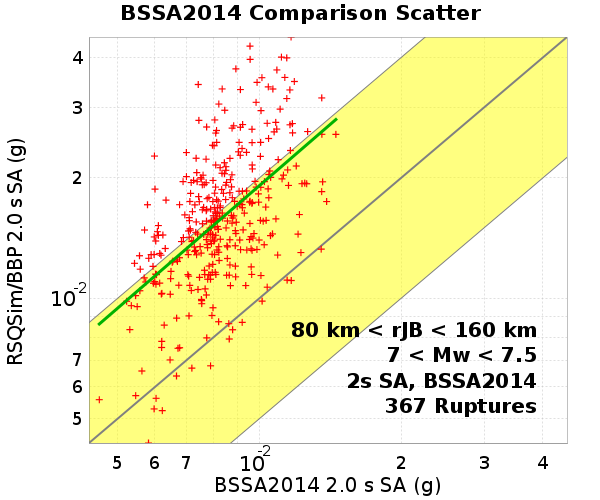 BSSA2014 Comparison Scatter
RSQSim/BBP 2.0 s SA (g)
4
3
2
10-2
7
6
5
80 km < rJB < 160 km
7 < Mw < 7.5
2s SA, BSSA2014
367 Ruptures
5 6 7 10-2 2 3 4
BSSA2014 2.0 s SA (g)